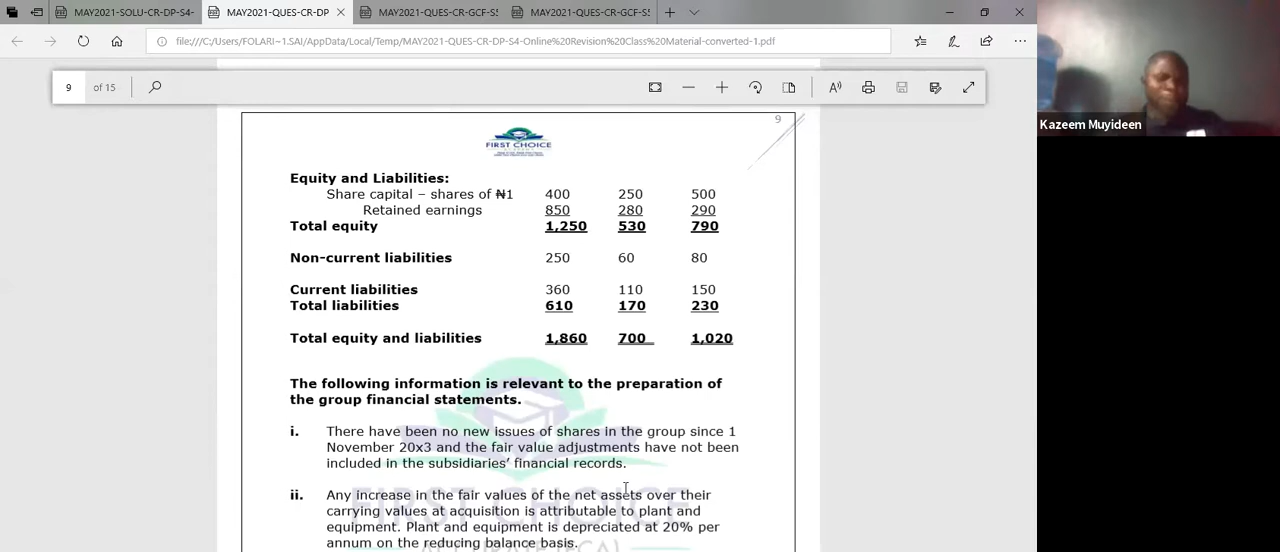 MAY2021-SOLU-CR-DP-S4-
MAY2021-QUES-CR-DP
MAY2021-QUES-CR-GCF-S5
MAY2021-QUES-CR-GCF-S5
file:///C:/Users/FOLARI~1.SAI/AppData/Local/Temp/MAY2021-QUES-CR-DP-S4-Online%20Revision%20Class%20Material-converted-1.pdf
9 of 15
Kazeem Muyideen
9
FIRST CHOICE
Equity and Liabilities:
Share capital – shares of ₦1 400 250 500
Retained earnings 850 280 290
Total equity 1,250 530 790
Non-current liabilities 250 60 80
Current liabilities 360 110 150
Total liabilities 610 170 230
Total equity and liabilities 1,860 700 1,020
The following information is relevant to the preparation of
the group financial statements.
i. There have been no new issues of shares in the group since 1
November 20x3 and the fair value adjustments have not been
included in the subsidiaries' financial records.
ii. Any increase in the fair values of the net assets over their
carrying values at acquisition is attributable to plant and
equipment. Plant and equipment is depreciated at 20% per
annum on the reducing balance basis.
FIRST CHOICE